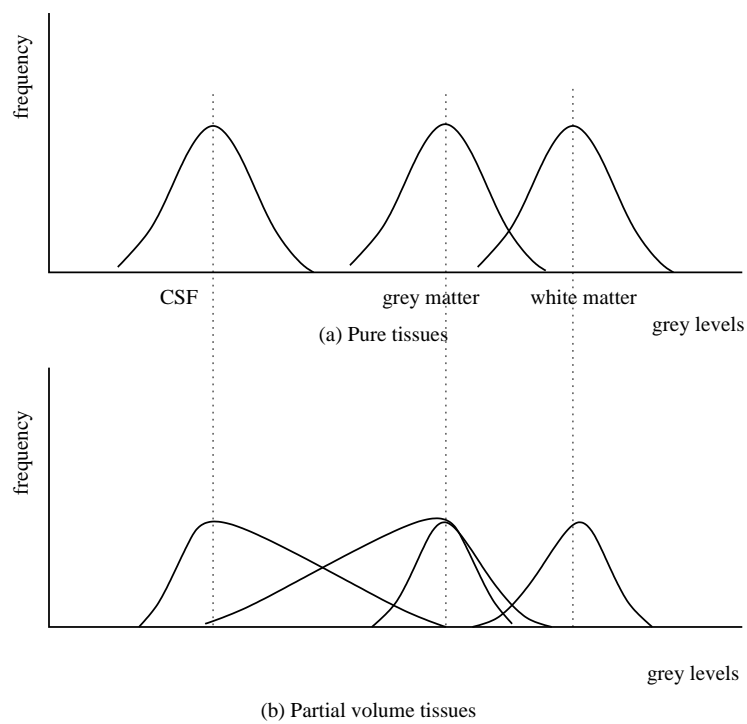 frequency
CSF
grey matter
white matter
(a) Pure tissues
grey levels
frequency
grey levels
(b) Partial volume tissues